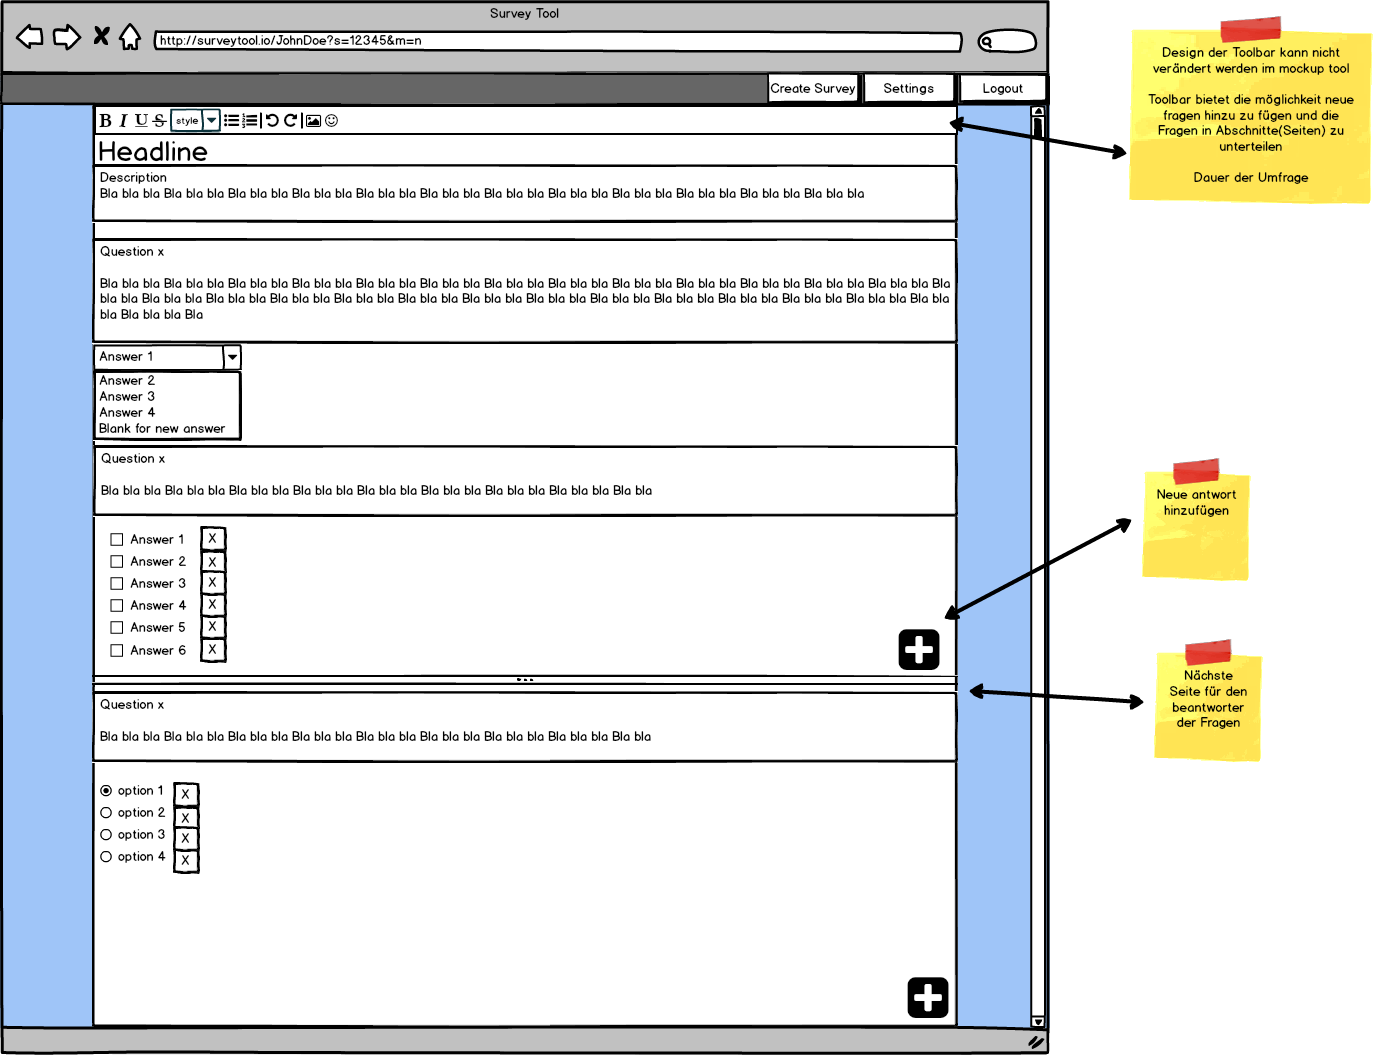 Survey Tool
http://surveytool.io/JohnDoe?s=12345&m=n
Create Survey
Settings
Logout
B I U S style
Headline
Description
Bla bla bla Bla bla bla Bla bla bla Bla bla bla Bla bla bla Bla bla bla Bla bla bla Bla bla bla Bla bla bla Bla bla bla Bla bla bla Bla bla bla
Question x
Bla bla bla Bla bla bla Bla bla bla Bla bla bla Bla bla bla Bla bla bla Bla bla bla Bla bla bla Bla bla bla Bla bla bla Bla bla bla Bla bla bla Bla bla bla Bla
bla bla Bla bla bla Bla bla bla Bla bla bla Bla bla bla Bla bla bla Bla bla bla Bla bla bla Bla bla bla Bla bla bla Bla bla bla Bla bla bla Bla bla bla Bla bla
bla Bla bla bla Bla
Answer 1
Answer 2
Answer 3
Answer 4
Blank for new answer
Question x
Bla bla bla Bla bla bla Bla bla bla Bla bla bla Bla bla bla Bla bla bla Bla bla bla Bla bla bla Bla bla
Answer 1 X
Answer 2 X
Answer 3 X
Answer 4 X
Answer 5 X
Answer 6 X
Question x
Bla bla bla Bla bla bla Bla bla bla Bla bla bla Bla bla bla Bla bla bla Bla bla bla Bla bla bla Bla bla
option 1 X
option 2 X
option 3 X
option 4 X
Design der Toolbar kann nicht
verändert werden im mockup tool
Toolbar bietet die möglichkeit neue
fragen hinzu zu fügen und die
Fragen in Abschnitte(Seiten) zu
unterteilen
Dauer der Umfrage
Neue antwort
hinzufügen
Nächste
Seite für den
beantworter
der Fragen